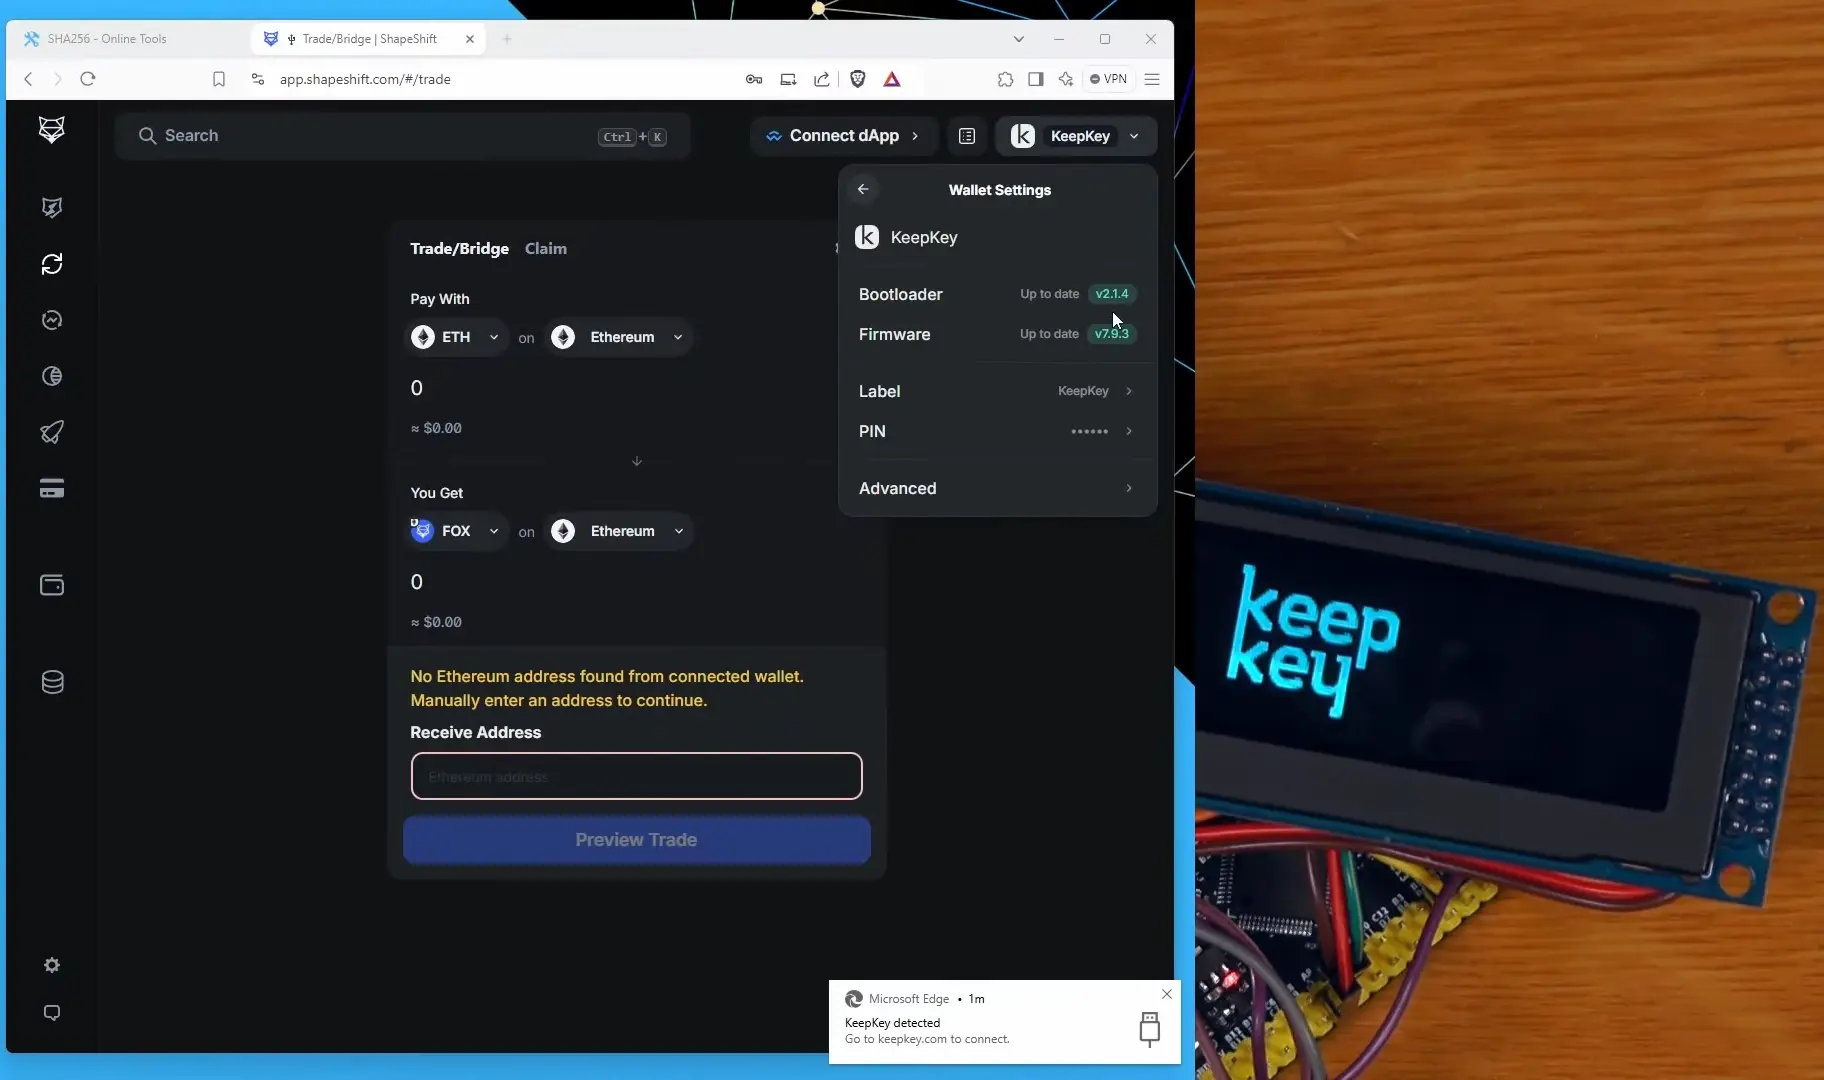 SHA256 - Online Tools
Trade/Bridge | ShapeShift
app.shapeshift.com/#/trade
VPN
Search
Ctrl + K
Connect dApp
KeepKey
Wallet Settings
KeepKey
Bootloader
Up to date
v2.1.4
Firmware
Up to date
v7.9.3
Label
KeepKey
PIN
••••••
Advanced
Trade/Bridge
Claim
Pay With
ETH
on
Ethereum
0
≈ $0.00
You Get
FOX
on
Ethereum
0
≈ $0.00
No Ethereum address found from connected wallet.
Manually enter an address to continue.
Receive Address
Ethereum address
Preview Trade
Microsoft Edge • 1m
KeepKey detected
Go to keepkey.com to connect.
keep
key